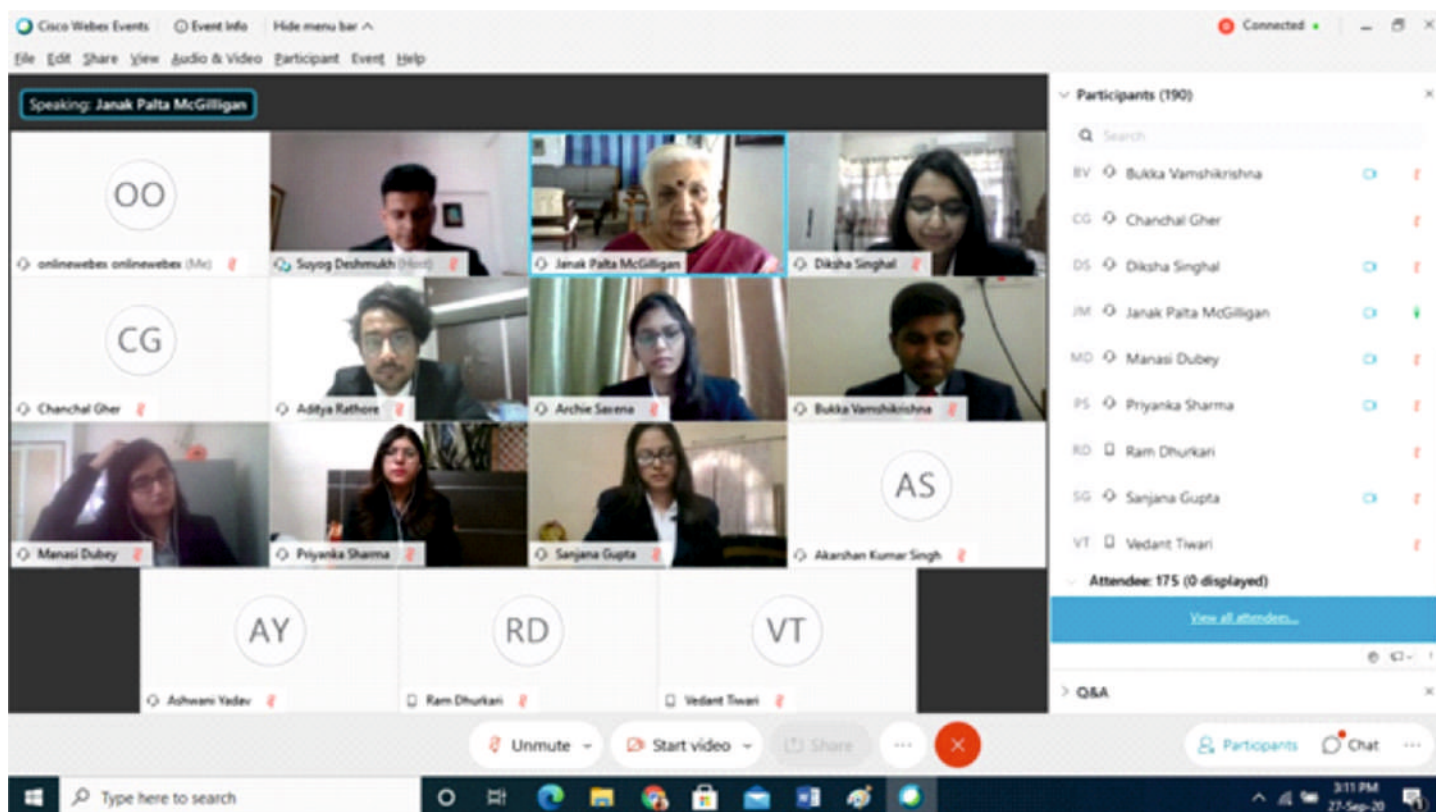 Cisco Webex Events Event Info Hide menu bar Connected
File Edit Share View Audio & Video Participant Event Help
Speaking: Janak Palta McGilligan
OO
onlinewebex onlinewebex (Me)
Suyog Deshmukh (Host)
Janak Palta McGilligan
Diksha Singhal
CG
Chanchal Gher
Aditya Rathore
Archie Saxena
Bukka Vamshikrishna
Manasi Dubey
Priyanka Sharma
Sanjana Gupta
AS
Akarshan Kumar Singh
AY
Ashwani Yadav
RD
Ram Dhurkari
VT
Vedant Tiwari
Participants (190)
Search
BV Bukka Vamshikrishna
CG Chanchal Gher
DS Diksha Singhal
JM Janak Palta McGilligan
MD Manasi Dubey
PS Priyanka Sharma
RD Ram Dhurkari
SG Sanjana Gupta
VT Vedant Tiwari
Attendee: 175 (0 displayed)
View all attendees...
Q&A
Unmute Start video Share Participants Chat
Type here to search
3:11 PM
27-Sep-20